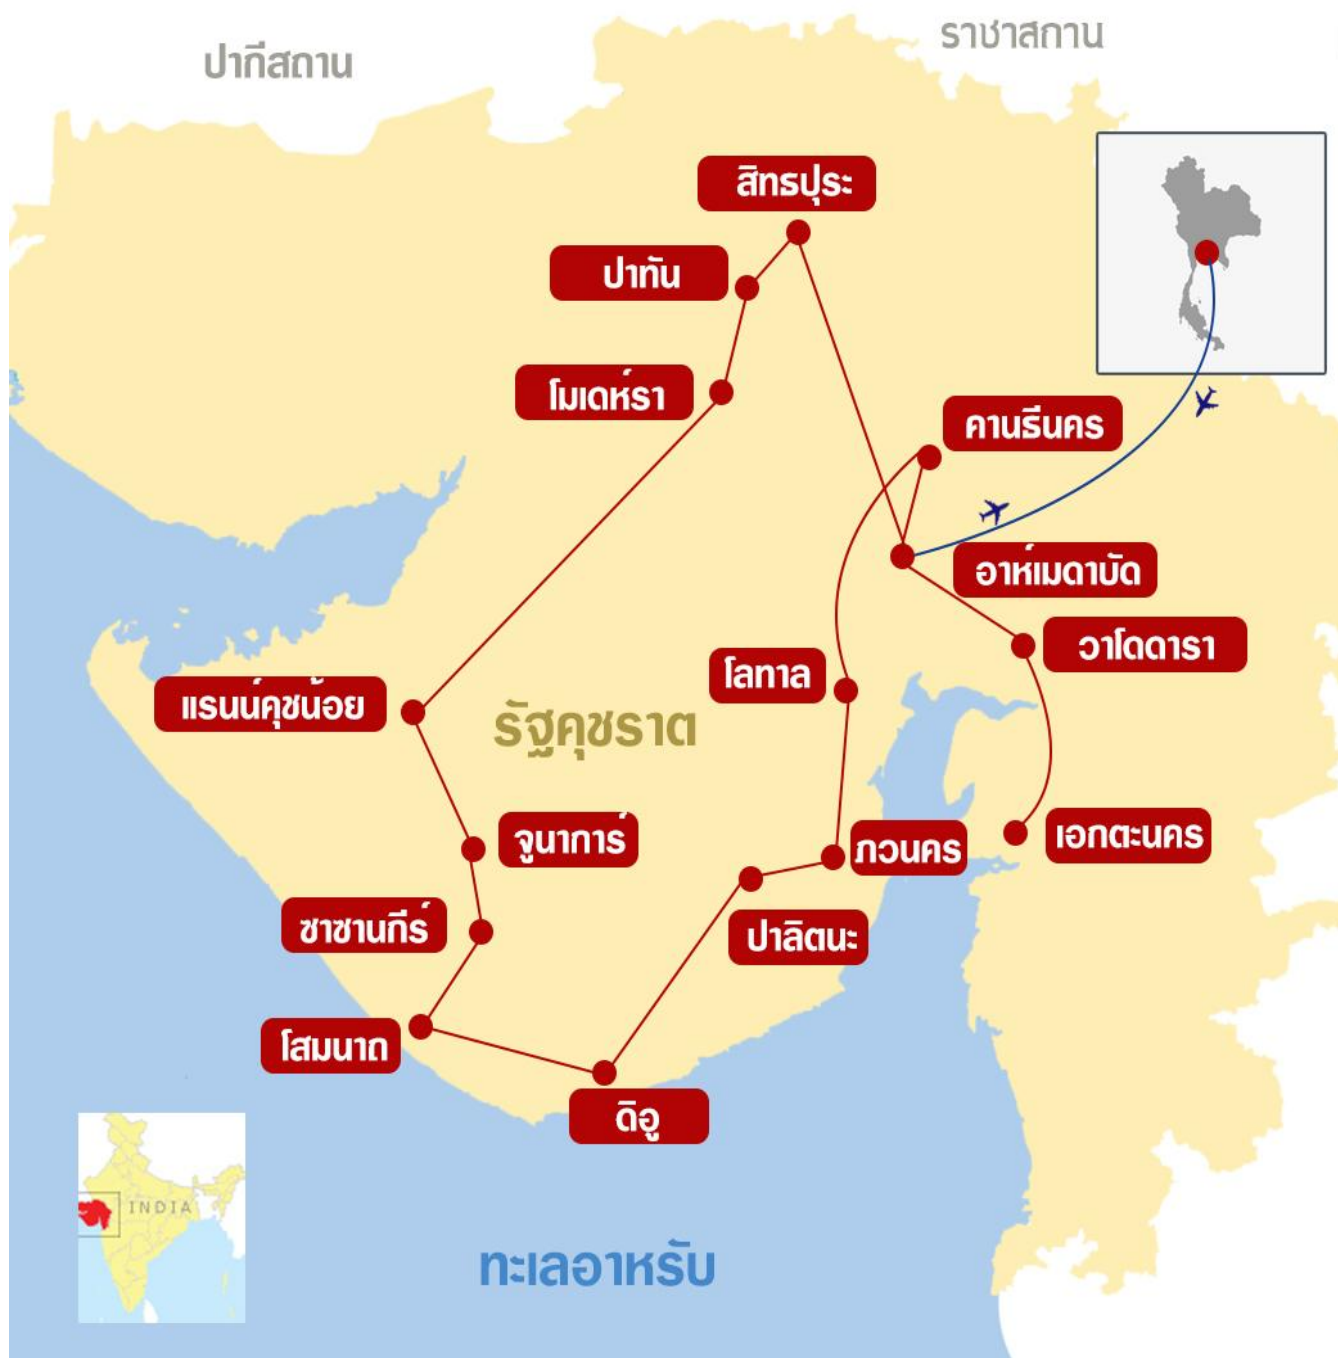 ปากีสถาน
ราชาสถาน
สิทธปุระ
ปาทัน
โมเดห์รา
คานธีนคร
อาห์เมดาบัด
วาโดดารา
โลทาล
แรนน์คุชน้อย
รัฐคุชราต
จูนาการ์
ภวนคร
เอกตะนคร
ซาซานกีร์
ปาลิตนะ
โสมนาถ
ดิอู
INDIA
ทะเลอาหรับ